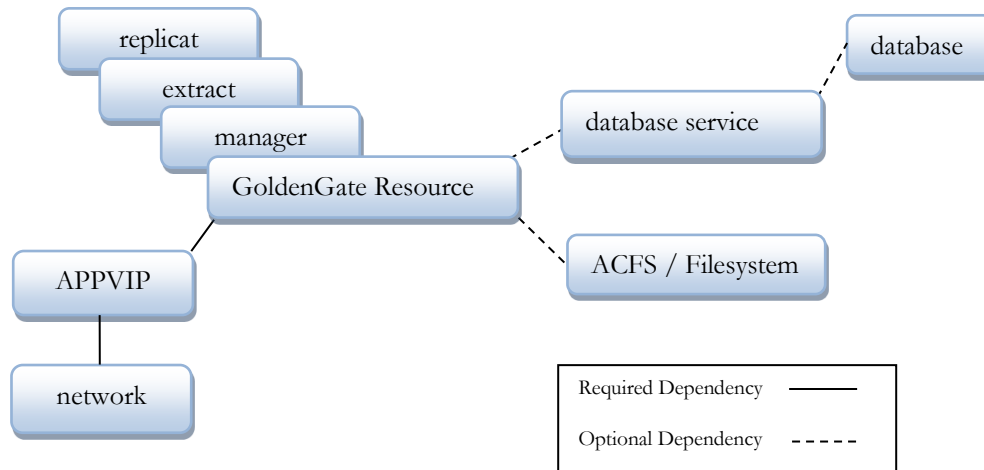 replicat
database
extract
database service
manager
GoldenGate Resource
ACFS / Filesystem
APPVIP
network
Required Dependency
Optional Dependency